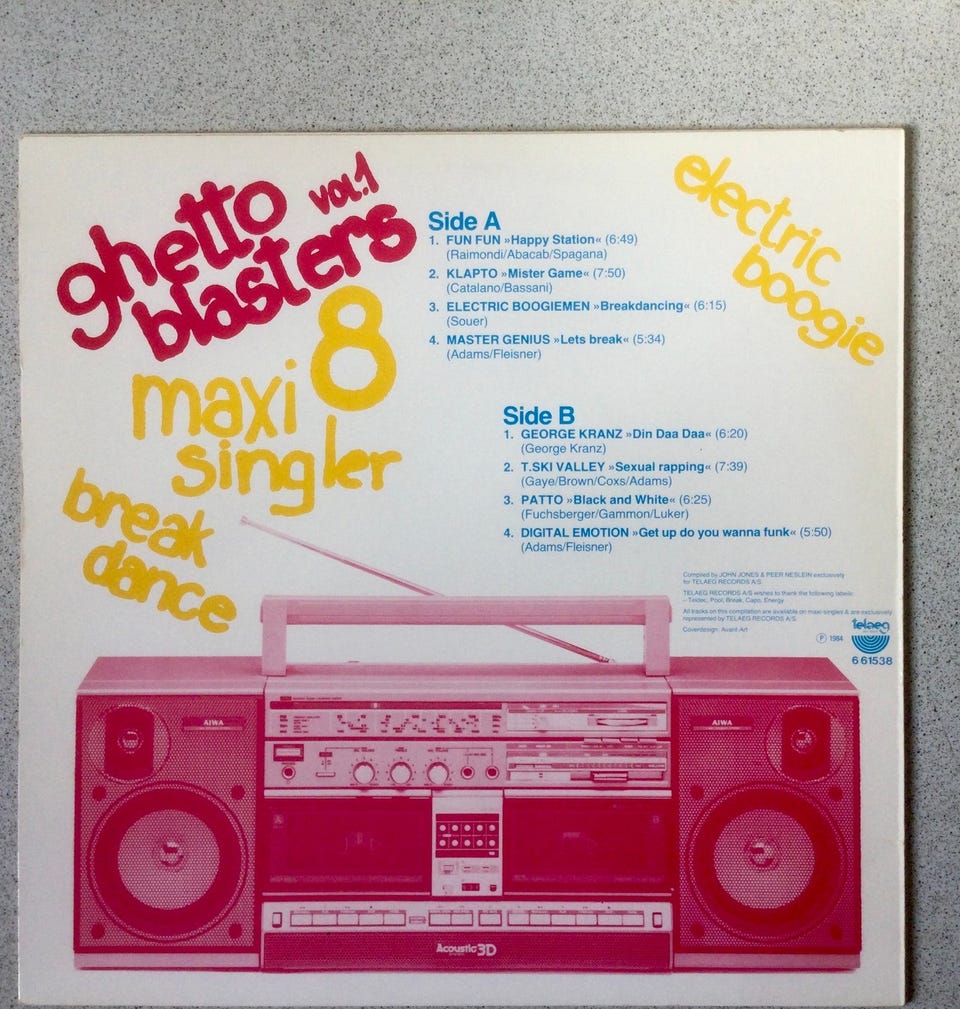 ghetto
blasters
vol.1
8
maxi
singler
break
dance
electric
boogie
Side A
1. FUN FUN »Happy Station« (6:49)
(Raimondi/Abacab/Spagana)
2. KLAPTO »Mister Game« (7:50)
(Catalano/Bassani)
3. ELECTRIC BOOGIEMEN »Breakdancing« (6:15)
(Souer)
4. MASTER GENIUS »Lets break« (5:34)
(Adams/Fleisner)
Side B
1. GEORGE KRANZ »Din Daa Daa« (6:20)
(George Kranz)
2. T.SKI VALLEY »Sexual rapping« (7:39)
(Gaye/Brown/Coxs/Adams)
3. PATTO »Black and White« (6:25)
(Fuchsberger/Gammon/Luker)
4. DIGITAL EMOTION »Get up do you wanna funk« (5:50)
(Adams/Fleisner)
Compiled by JOHN JONES & PEER NESLEIN exclusively
for TELAEG RECORDS A/S.
TELAEG RECORDS A/S wishes to thank the following labels:
– Teldec, Pool, Break, Capo, Energy.
All tracks on this compilation are available on maxi-singles & are exclusively
represented by TELAEG RECORDS A/S
Coverdesign: Avant-Art
℗ 1984
telaeg
6 61538
AIWA
AIWA
A
B
Acoustic 3D